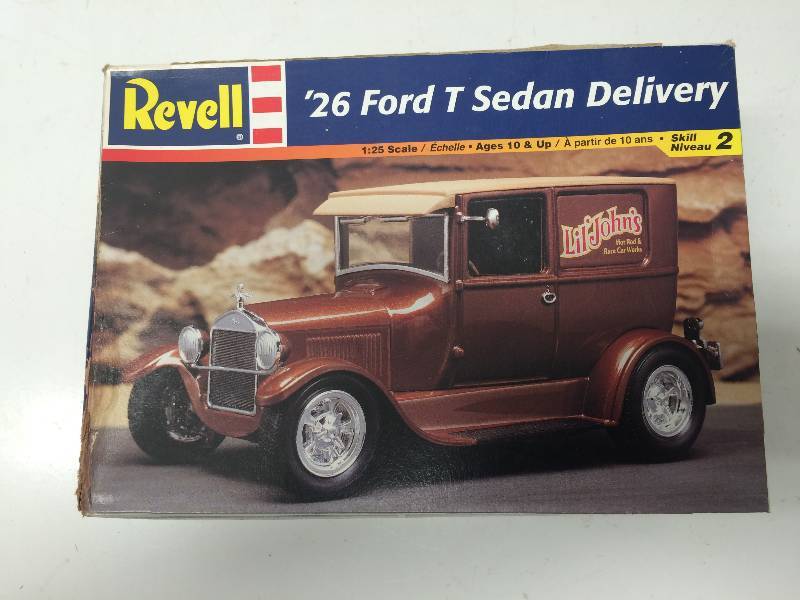 Revell®
'26 Ford T Sedan Delivery
1:25 Scale / Échelle • Ages 10 & Up / À partir de 10 ans • Skill Niveau 2
Lil' John's
Hot Rod &
Race Car Works